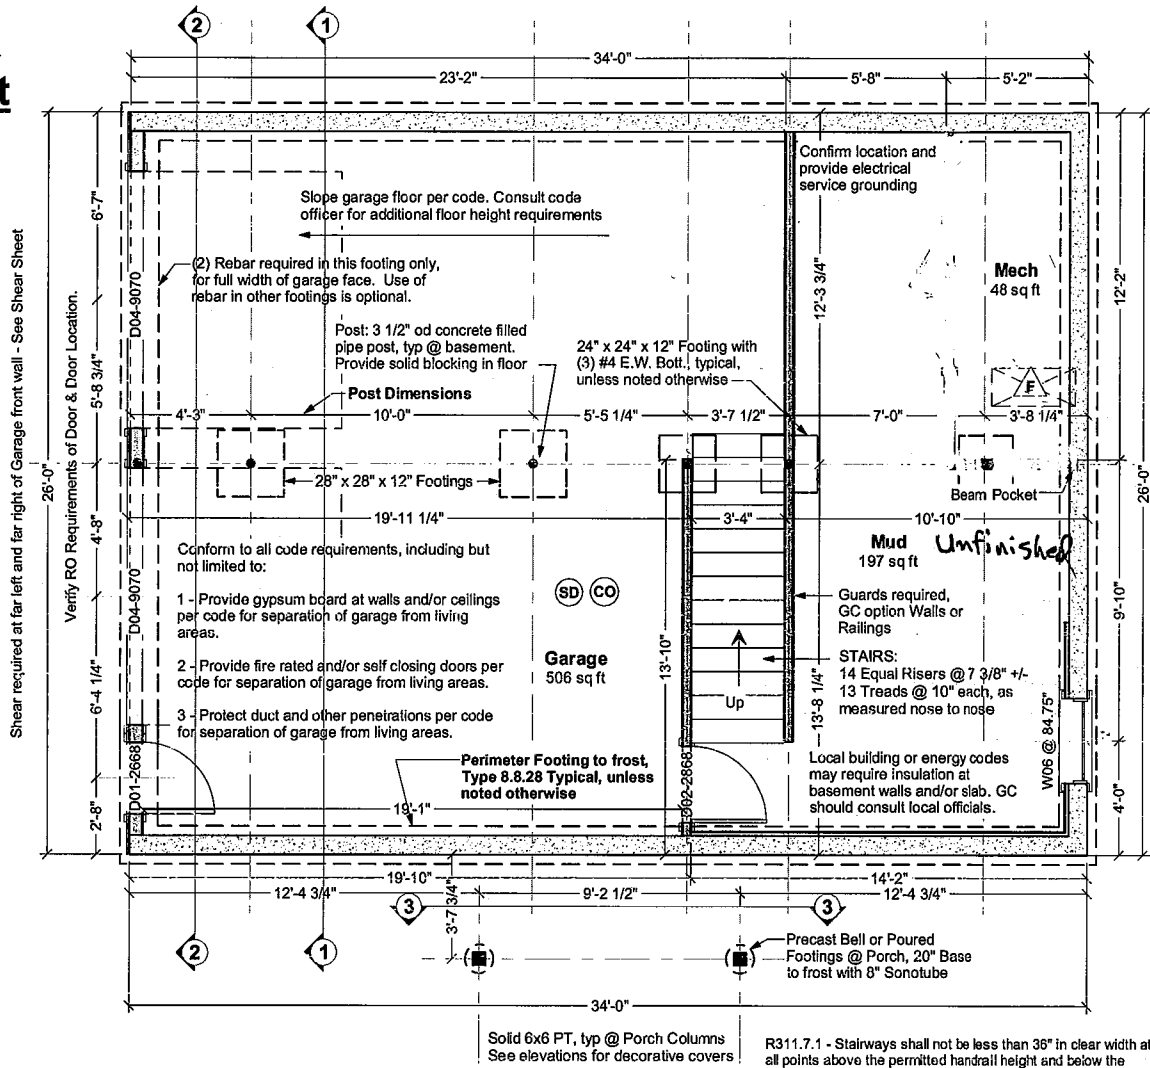 t
2
1
34'-0"
23'-2"
5'-8"
5'-2"
Confirm location and
provide electrical
service grounding
Slope garage floor per code. Consult code
officer for additional floor height requirements
6'-7"
(2) Rebar required in this footing only,
for full width of garage face. Use of
rebar in other footings is optional.
Mech
48 sq ft
12'-3 3/4"
12'-2"
D04-9070
Post: 3 1/2" od concrete filled
pipe post, typ @ basement.
Provide solid blocking in floor
24" x 24" x 12" Footing with
(3) #4 E.W. Bott., typical,
unless noted otherwise
5'-8 3/4"
Post Dimensions
F
4'-3"
10'-0"
5'-5 1/4"
3'-7 1/2"
7'-0"
3'-8 1/4"
Shear required at far left and far right of Garage front wall - See Shear Sheet
Verify RO Requirements of Door & Door Location.
26'-0"
26'-0"
28" x 28" x 12" Footings
Beam Pocket
19'-11 1/4"
3'-4"
10'-10"
4'-8"
Mud
197 sq ft
Unfinished
Conform to all code requirements, including but
not limited to:
SD
CO
D04-9070
1 - Provide gypsum board at walls and/or ceilings
per code for separation of garage from living
areas.
Guards required,
GC option Walls or
Railings
9'-10"
Garage
506 sq ft
13'-10"
2 - Provide fire rated and/or self closing doors per
code for separation of garage from living areas.
STAIRS:
14 Equal Risers @ 7 3/8" +/-
13 Treads @ 10" each, as
measured nose to nose
6'-4 1/4"
Up
13'-8 1/4"
3 - Protect duct and other penetrations per code
for separation of garage from living areas.
W06 @ 84.75"
Perimeter Footing to frost,
Type 8.8.28 Typical, unless
noted otherwise
Local building or energy codes
may require insulation at
basement walls and/or slab. GC
should consult local officials.
D01-2668
2'-8"
19'-1"
4'-0"
19'-10"
14'-2"
12'-4 3/4"
9'-2 1/2"
12'-4 3/4"
3
3
3'-7 3/4"
2
1
Precast Bell or Poured
Footings @ Porch, 20" Base
to frost with 8" Sonotube
34'-0"
Solid 6x6 PT, typ @ Porch Columns
See elevations for decorative covers
R311.7.1 - Stairways shall not be less than 36" in clear width at
all points above the permitted handrail height and below the